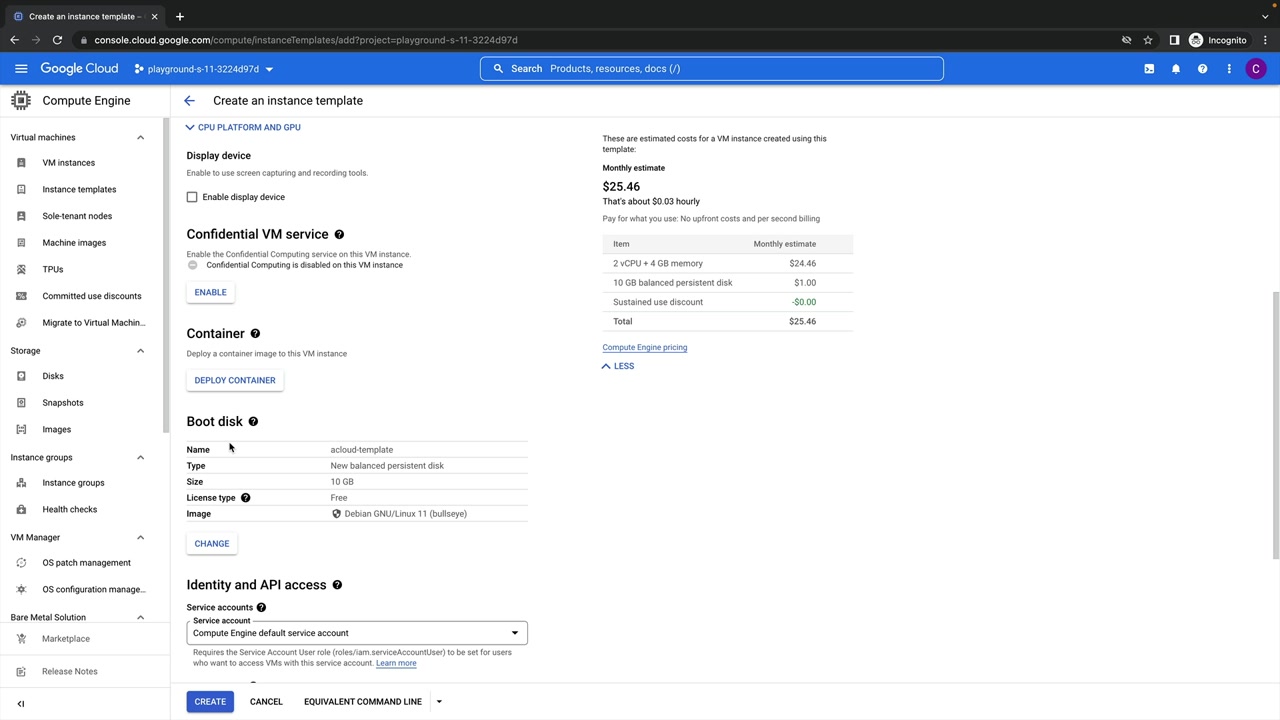 Create an instance template –
console.cloud.google.com/compute/instanceTemplates/add?project=playground-s-11-3224d97d
Incognito
Google Cloud
playground-s-11-3224d97d
Search Products, resources, docs (/)
C
Compute Engine
Create an instance template
Virtual machines
VM instances
Instance templates
Sole-tenant nodes
Machine images
TPUs
Committed use discounts
Migrate to Virtual Machin...
Storage
Disks
Snapshots
Images
Instance groups
Instance groups
Health checks
VM Manager
OS patch management
OS configuration manage...
Bare Metal Solution
Marketplace
Release Notes
CPU PLATFORM AND GPU
Display device
Enable to use screen capturing and recording tools.
Enable display device
Confidential VM service
Enable the Confidential Computing service on this VM instance.
Confidential Computing is disabled on this VM instance
ENABLE
Container
Deploy a container image to this VM instance
DEPLOY CONTAINER
Boot disk
Name acloud-template
Type New balanced persistent disk
Size 10 GB
License type Free
Image Debian GNU/Linux 11 (bullseye)
CHANGE
Identity and API access
Service accounts
Service account
Compute Engine default service account
Requires the Service Account User role (roles/iam.serviceAccountUser) to be set for users
who want to access VMs with this service account. Learn more
CREATE CANCEL EQUIVALENT COMMAND LINE
These are estimated costs for a VM instance created using this
template:
Monthly estimate
$25.46
That's about $0.03 hourly
Pay for what you use: No upfront costs and per second billing
Item Monthly estimate
2 vCPU + 4 GB memory $24.46
10 GB balanced persistent disk $1.00
Sustained use discount -$0.00
Total $25.46
Compute Engine pricing
LESS